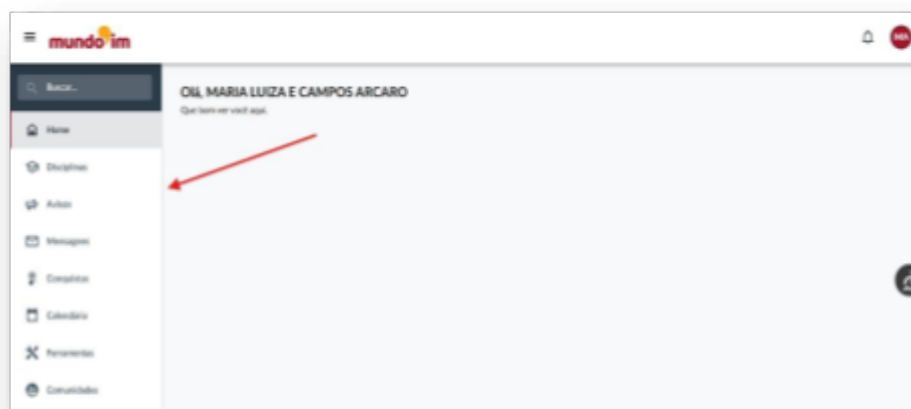 mundo im
MA
Buscar...
OLÁ, MARIA LUIZA E CAMPOS ARCARO
Que bom ver você aqui.
Home
Disciplinas
Avisos
Mensagens
Conquistas
Calendário
Ferramentas
Comunidades